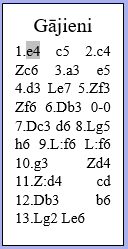 Gājieni
1.e4 c5 2.c4
Zc6 3.a3 e5
4.d3 Le7 5.Zf3
Zf6 6.Db3 0-0
7.Dc3 d6 8.Lg5
h6 9.L:f6 L:f6
10.g3 Zd4
11.Z:d4 cd
12.Db3 b6
13.Lg2 Le6